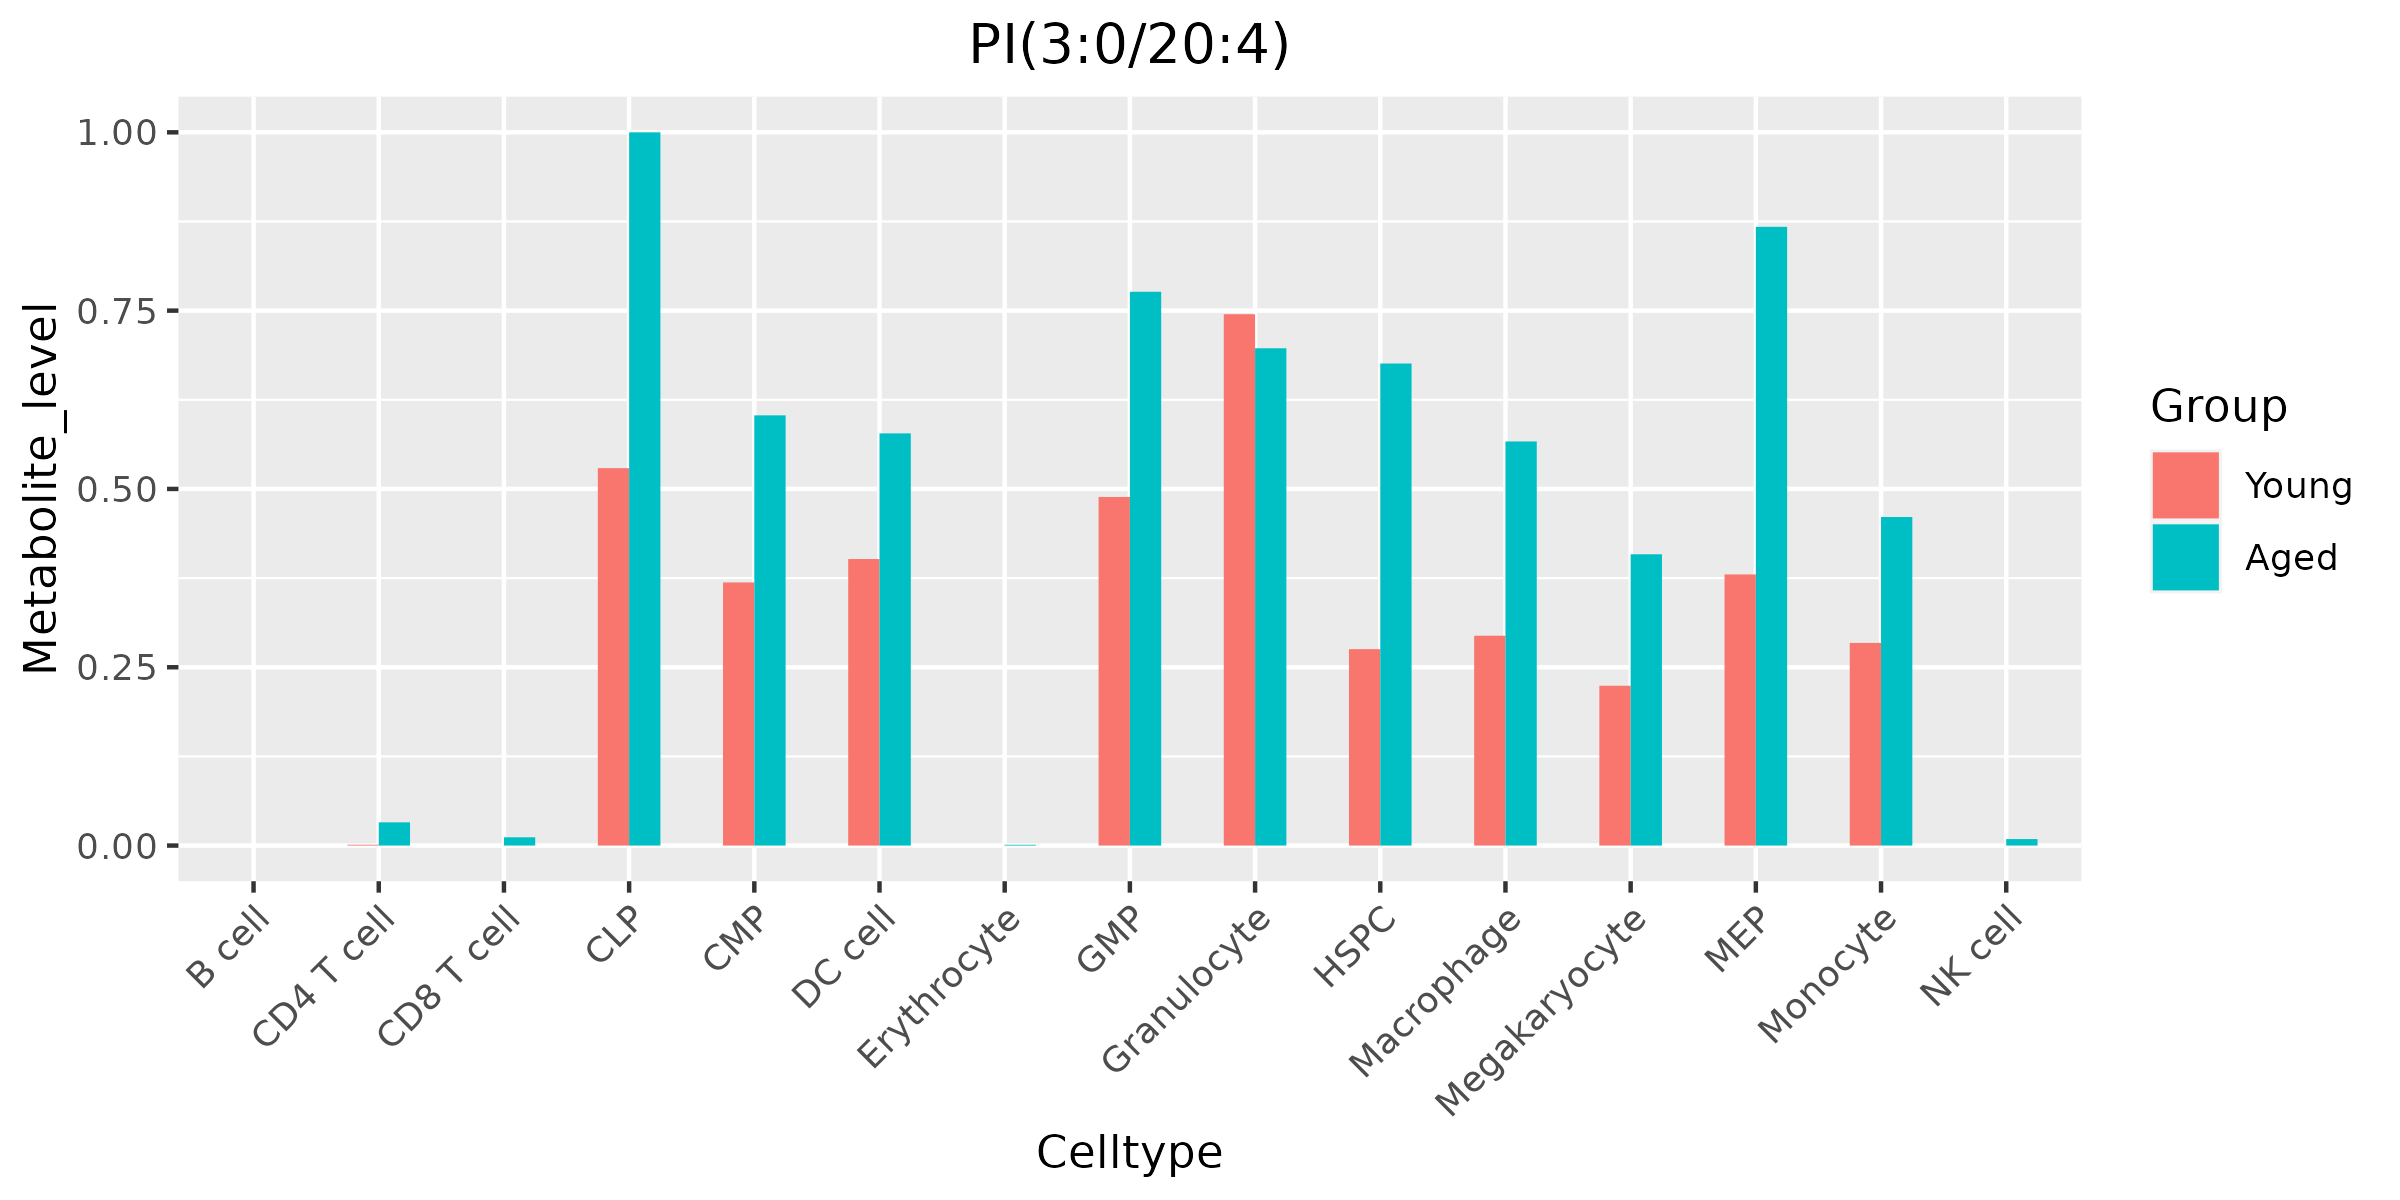 PI(3:0/20:4)
Metabolite_level
1.00
0.75
0.50
0.25
0.00
B cell
CD4 T cell
CD8 T cell
CLP
CMP
DC cell
Erythrocyte
GMP
Granulocyte
HSPC
Macrophage
Megakaryocyte
MEP
Monocyte
NK cell
Celltype
Group
Young
Aged